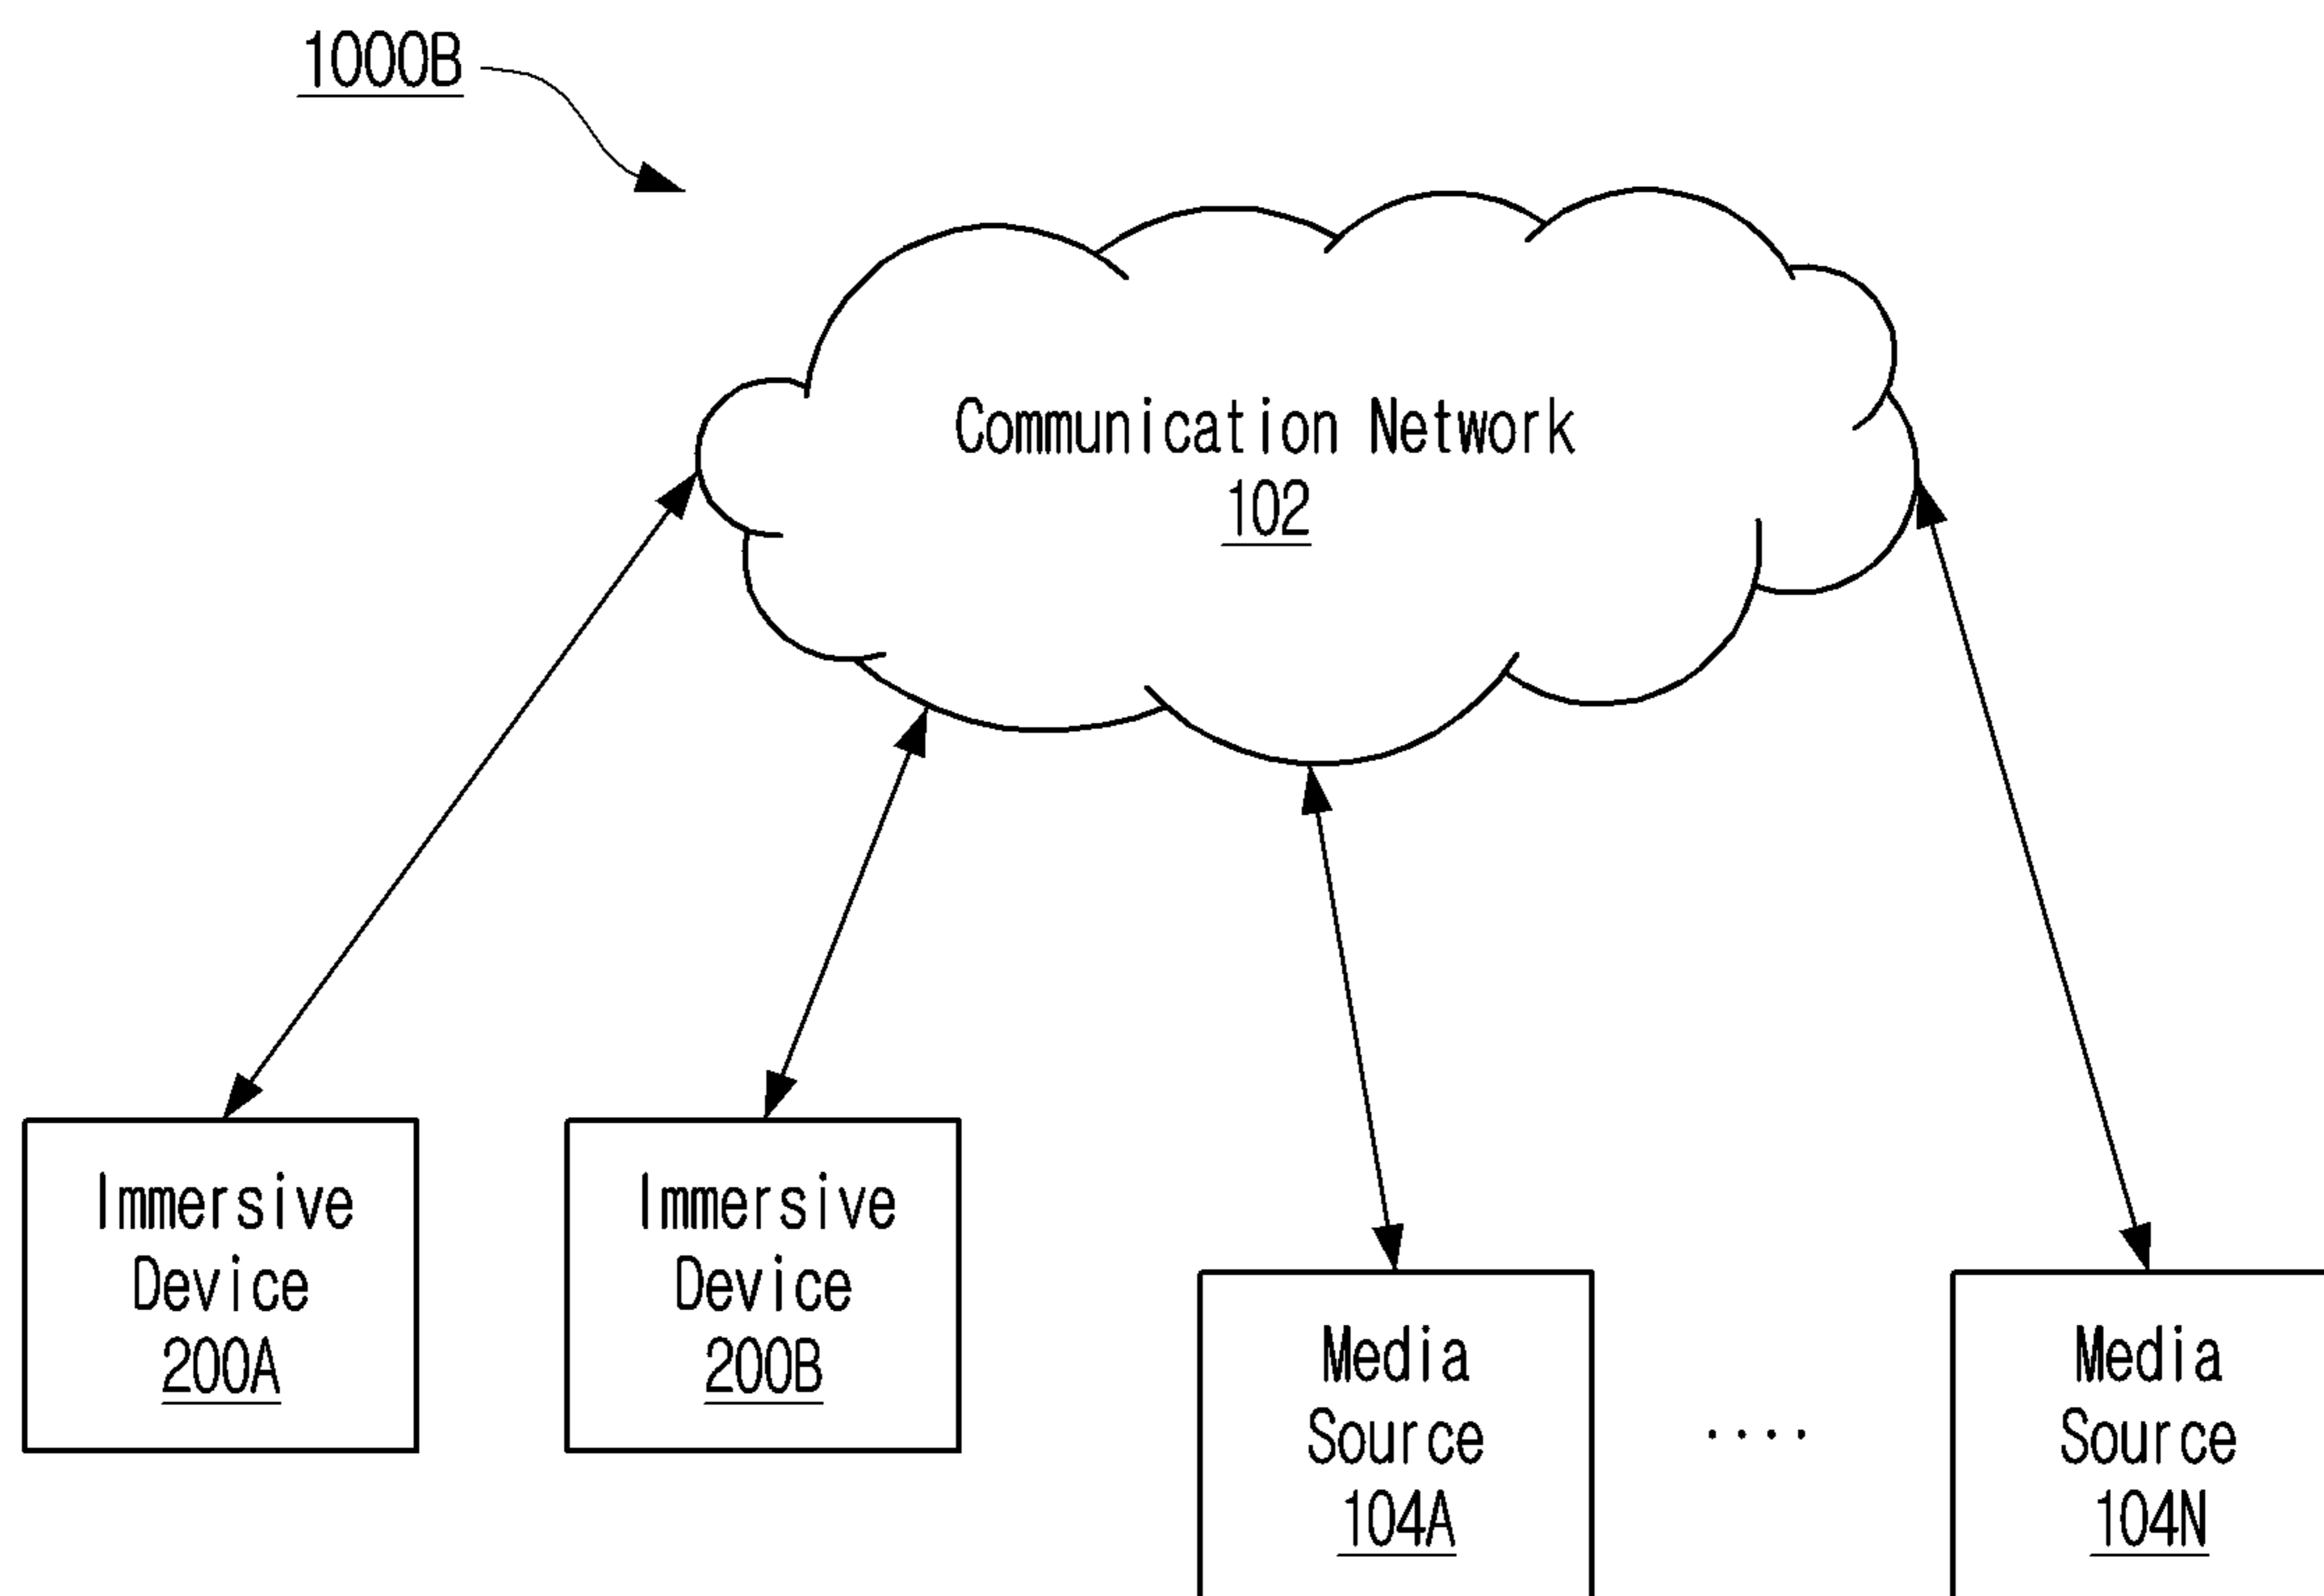 1000B
Communication Network
102
Immersive
Device
200A
Immersive
Device
200B
Media
Source
104A
....
Media
Source
104N